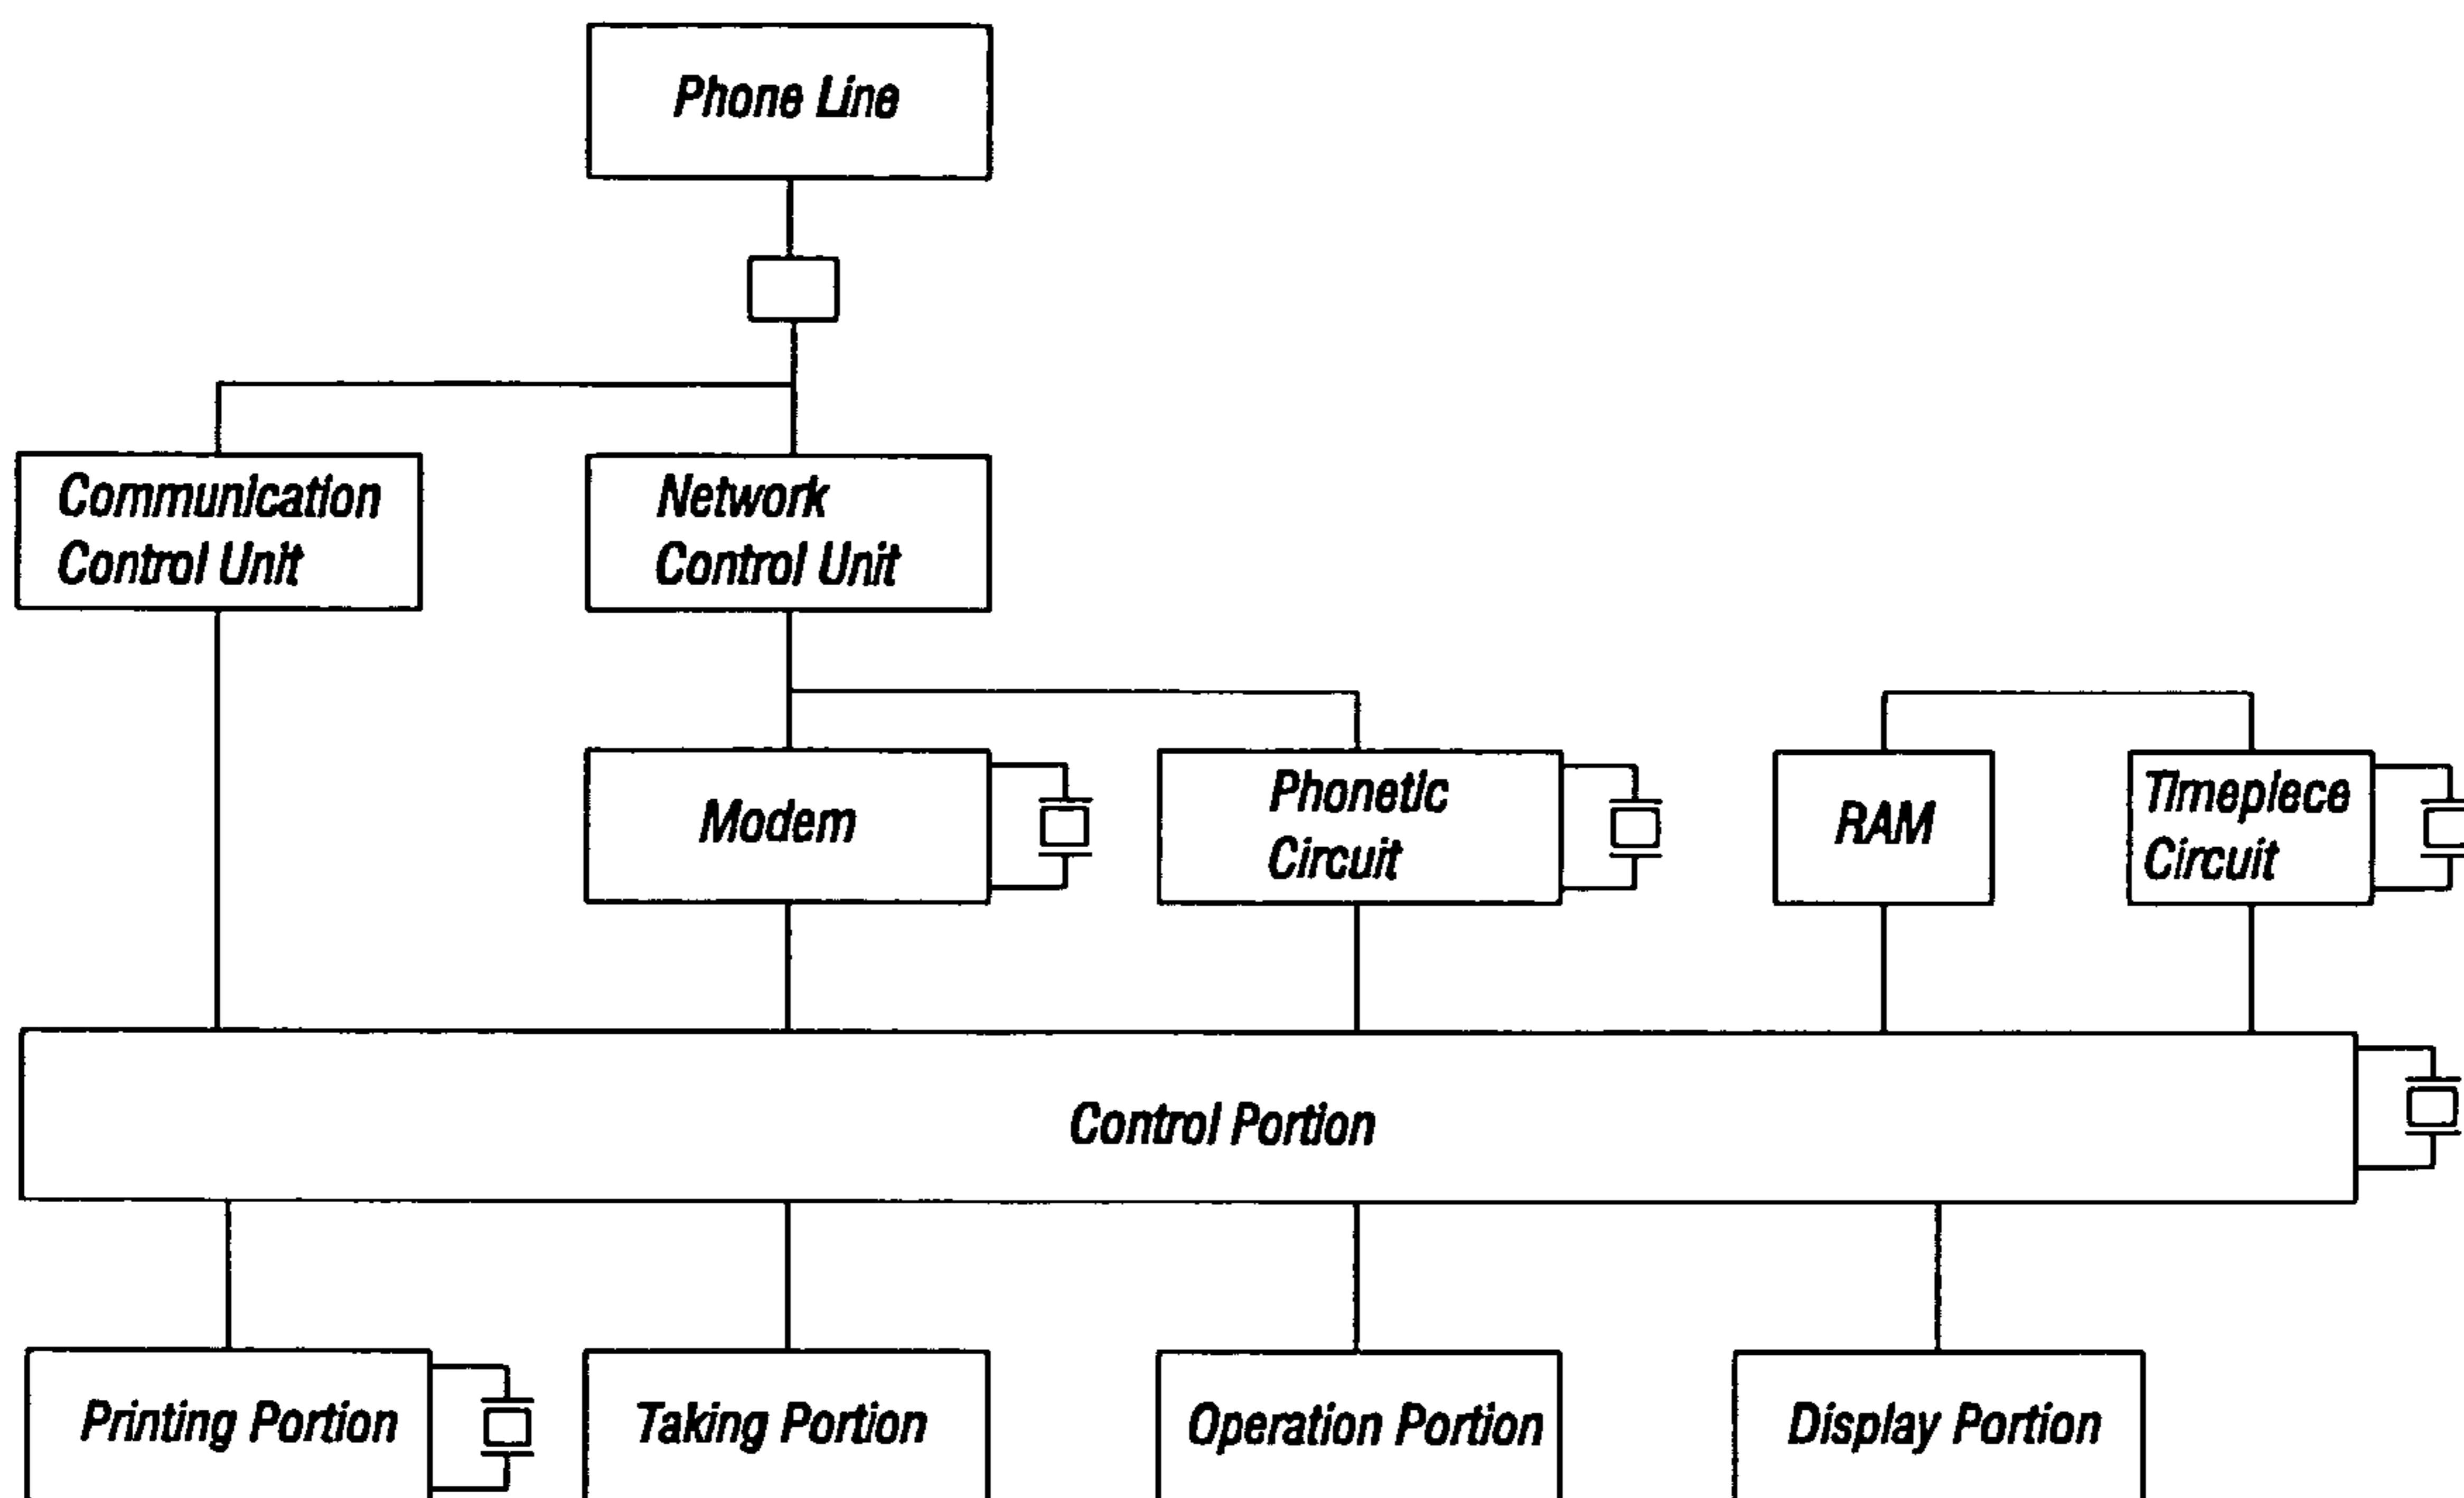 Phone Line
Communication
Control Unit
Network
Control Unit
Modem
Phonetic
Circuit
RAM
Timepiece
Circuit
Control Portion
Printing Portion
Taking Portion
Operation Portion
Display Portion